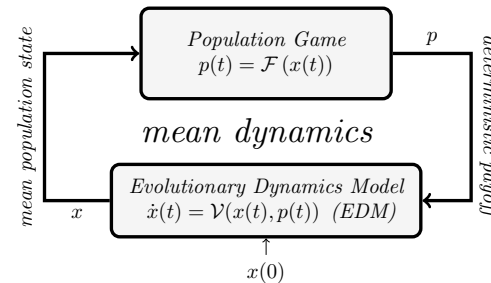 Population Game
p(t) = F (x(t))
p
mean population state
deterministic payoff
mean dynamics
Evolutionary Dynamics Model
ẋ(t) = V(x(t), p(t)) (EDM)
x
x(0)